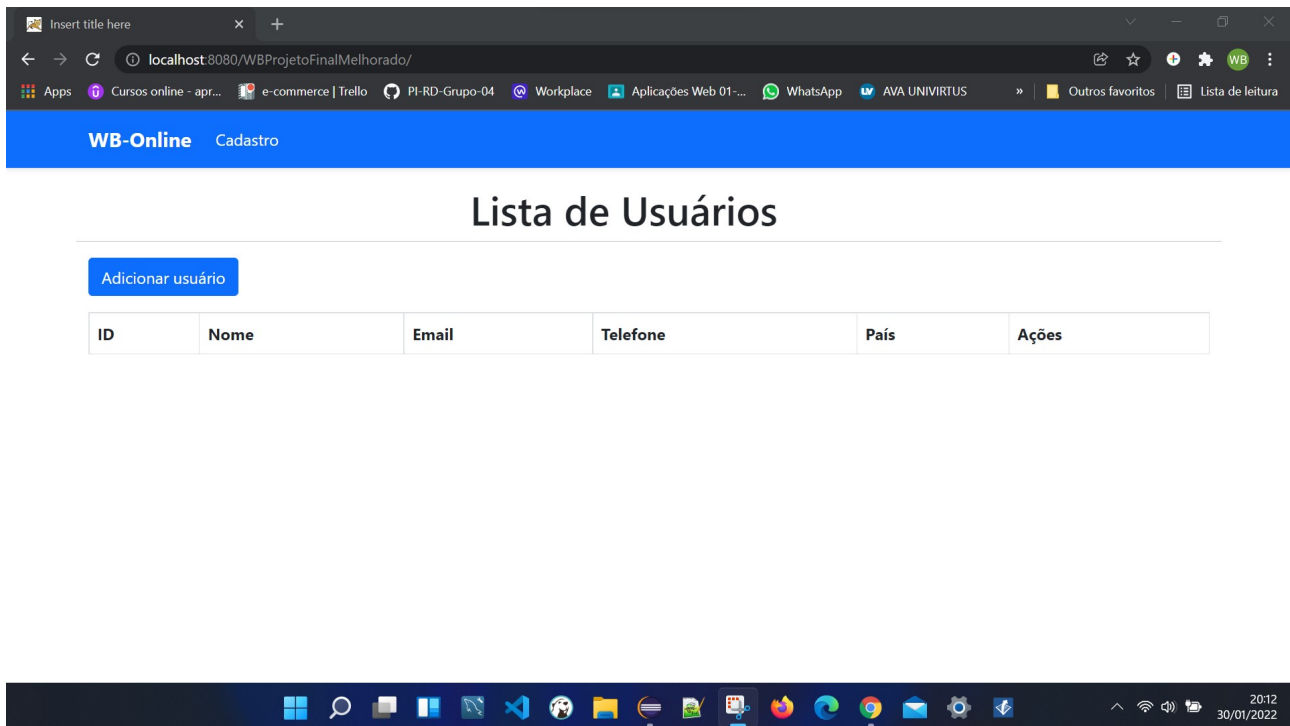 Insert title here
localhost:8080/WBProjetoFinalMelhorado/
WB
Apps Cursos online - apr... e-commerce | Trello PI-RD-Grupo-04 Workplace Aplicações Web 01-... WhatsApp AVA UNIVIRTUS » Outros favoritos Lista de leitura
WB-Online Cadastro
Lista de Usuários
Adicionar usuário
ID Nome Email Telefone País Ações
20:12
30/01/2022